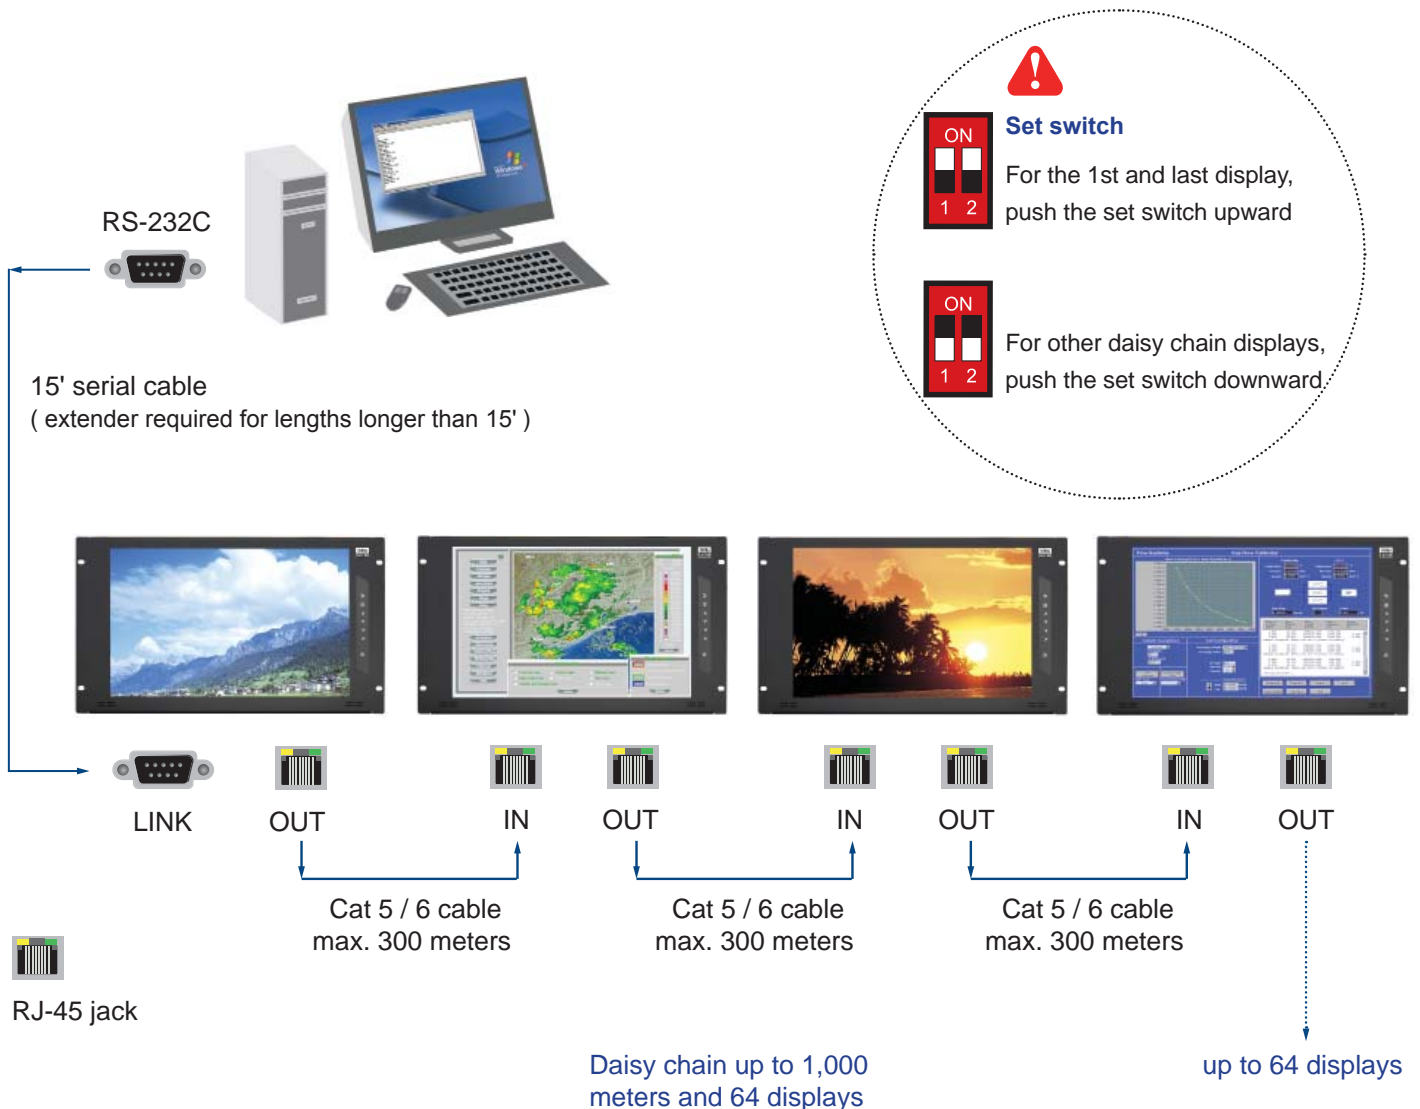 Set switch
ON
1 2
For the 1st and last display,
push the set switch upward
RS-232C
ON
1 2
For other daisy chain displays,
push the set switch downward.
Windows
15' serial cable
( extender required for lengths longer than 15' )
LINK
OUT
IN
OUT
IN
OUT
IN
OUT
Cat 5 / 6 cable
max. 300 meters
Cat 5 / 6 cable
max. 300 meters
Cat 5 / 6 cable
max. 300 meters
RJ-45 jack
Daisy chain up to 1,000
meters and 64 displays
up to 64 displays